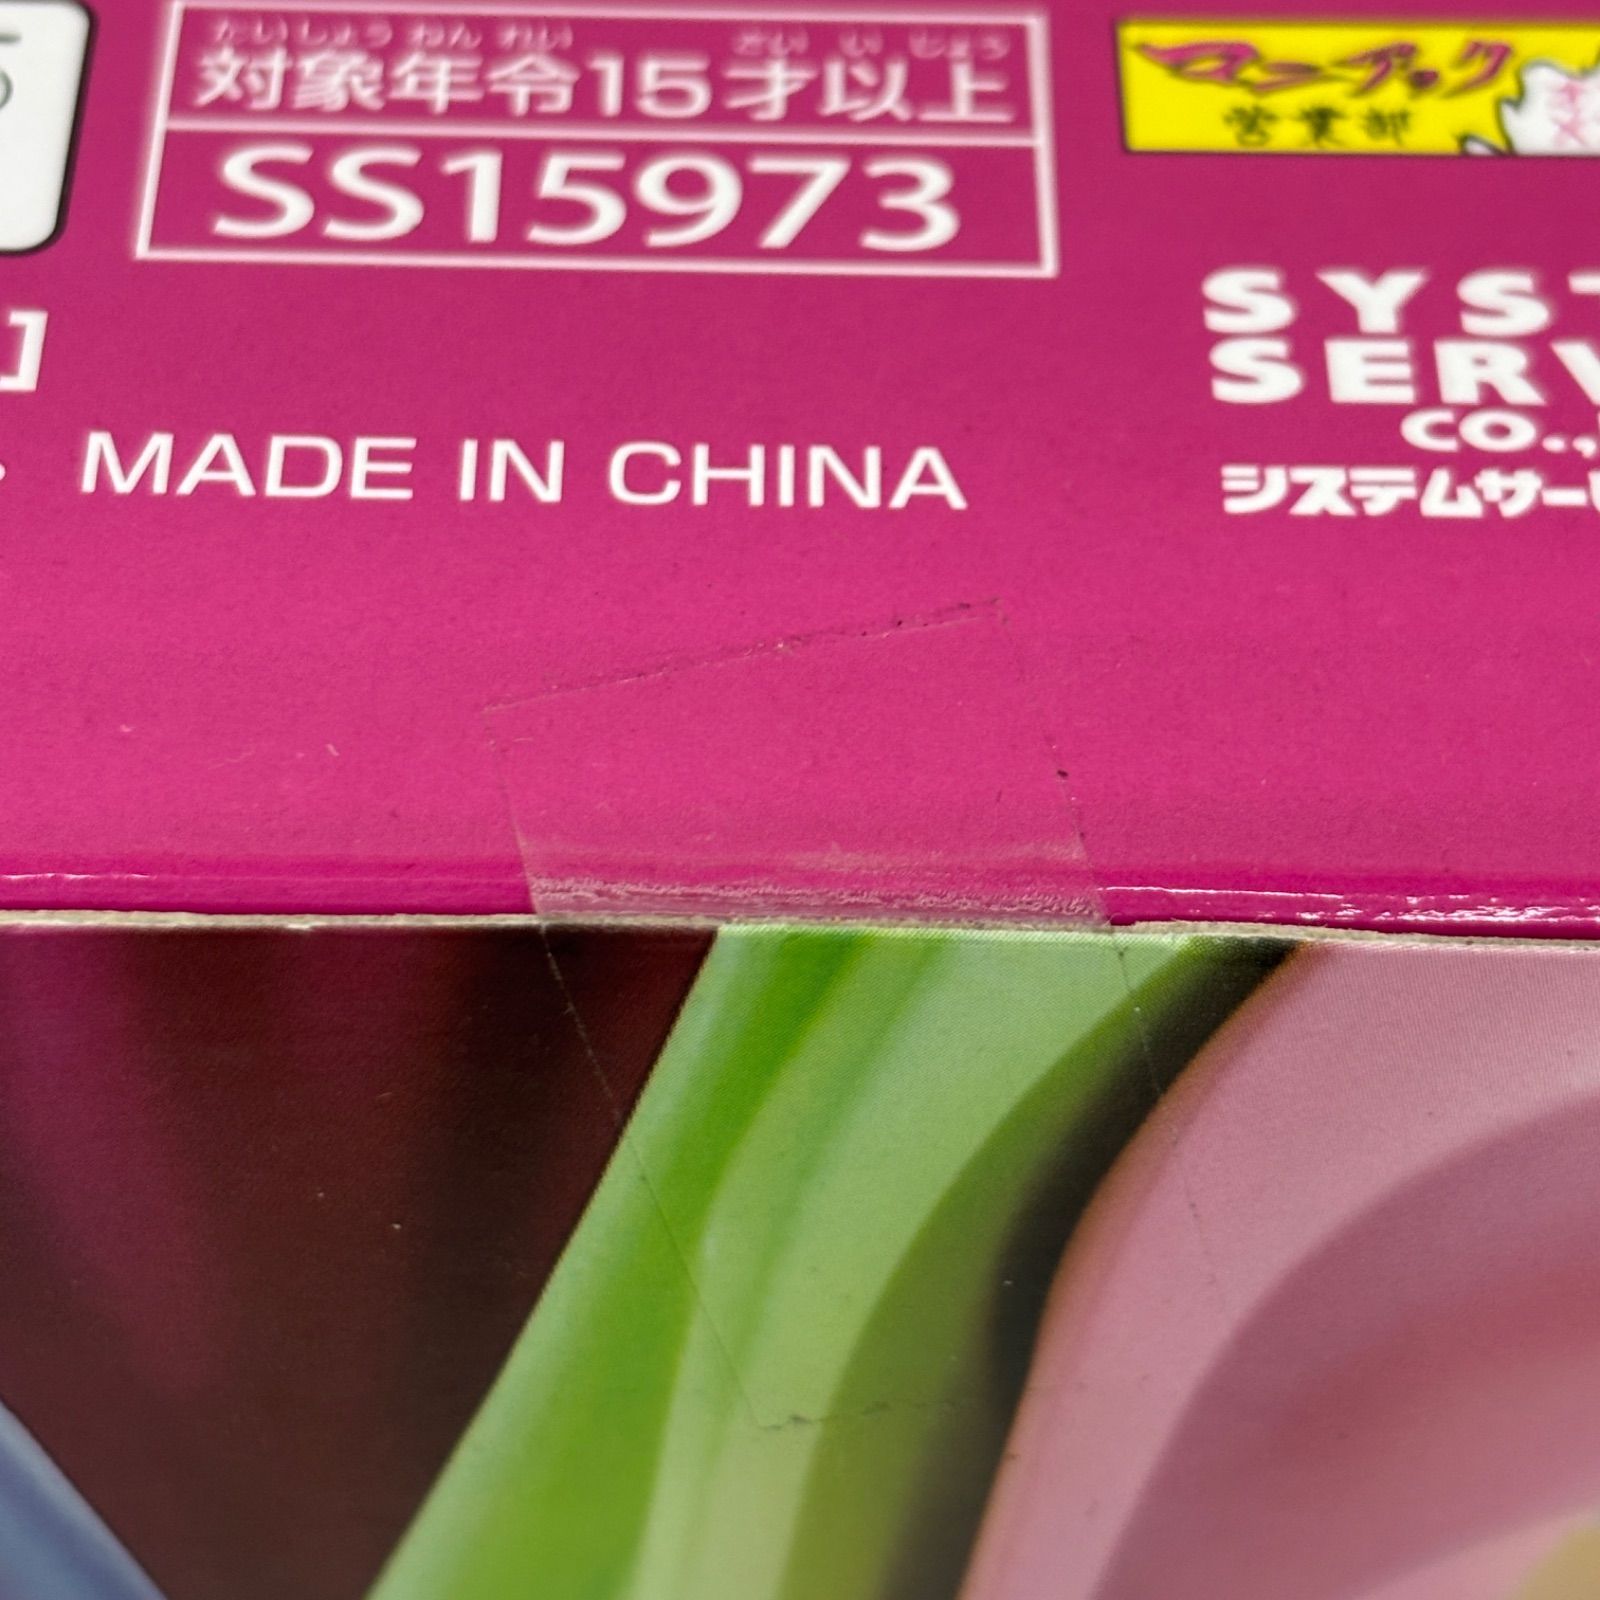 たいしょう ねん れい さい い じょう
対象年令15才以上
SS15973
MADE IN CHINA
営業部
SYST
SERV
CO.,
システムサー